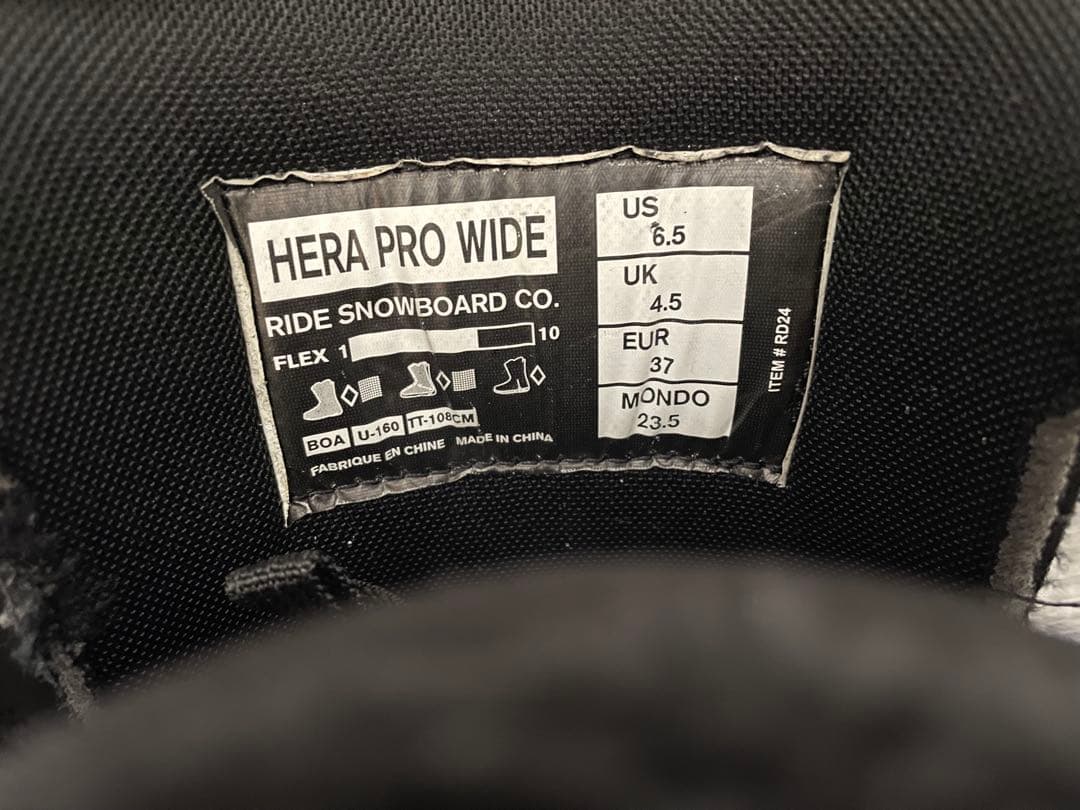 HERA PRO WIDE
RIDE SNOWBOARD CO.
FLEX 1 10
BOA U-160 TT-108CM
FABRIQUE EN CHINE MADE IN CHINA
US
6.5
UK
4.5
EUR
37
MONDO
23.5
ITEM # RD24